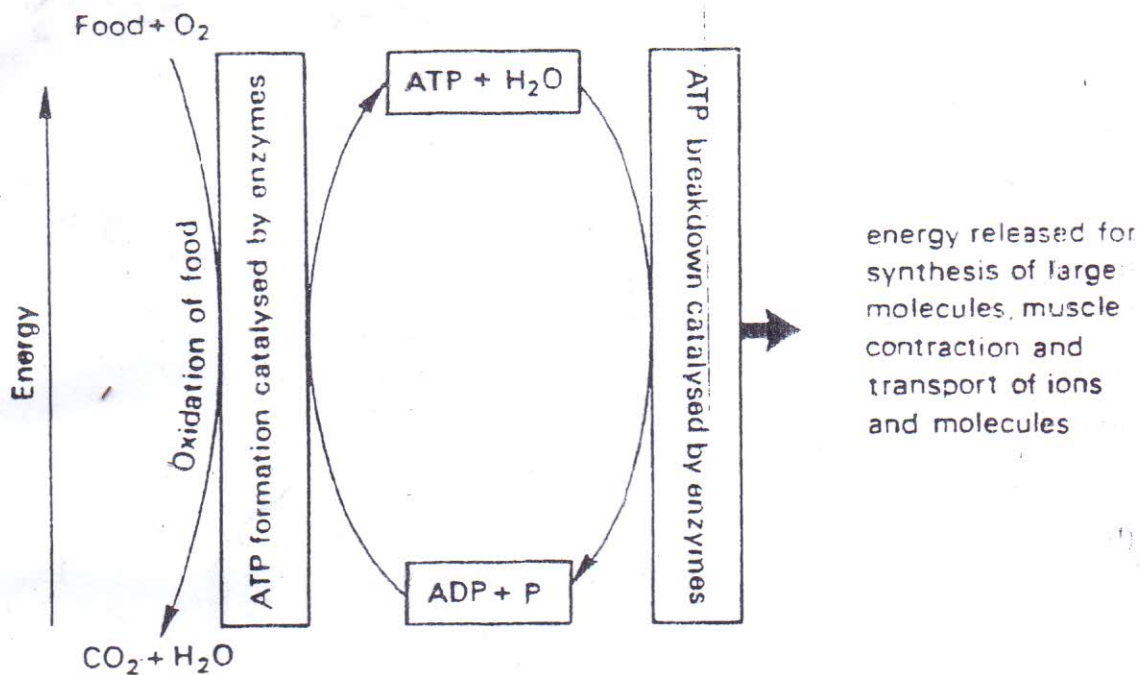 Food + O₂
ATP + H₂O
Energy
Oxidation of food
ATP formation catalysed by enzymes
ATP breakdown catalysed by enzymes
energy released for
synthesis of large
molecules, muscle
contraction and
transport of ions
and molecules
ADP + P
CO₂ + H₂O